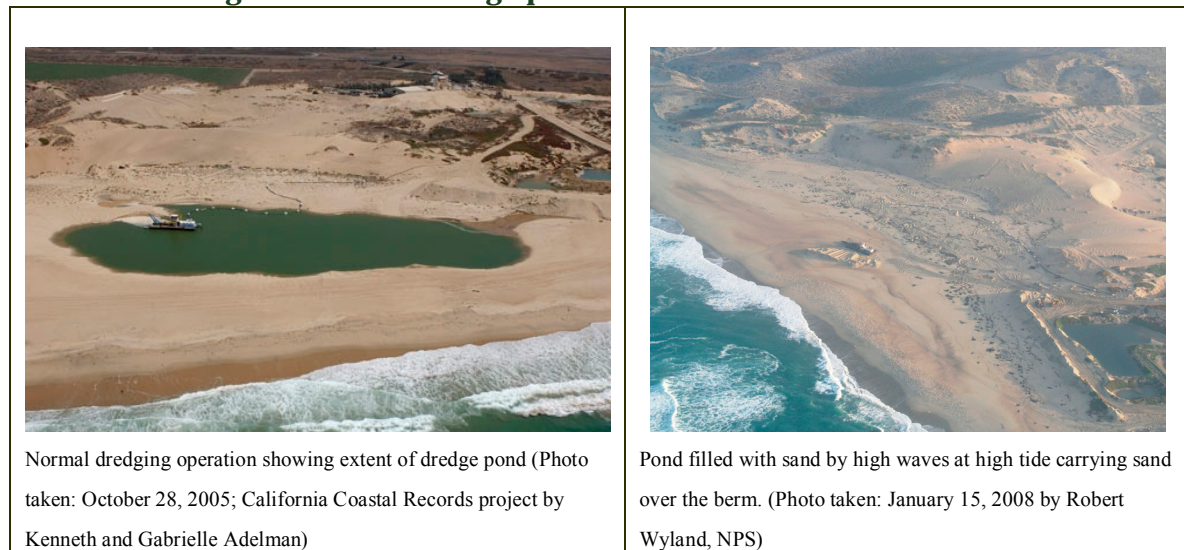 Normal dredging operation showing extent of dredge pond (Photo
taken: October 28, 2005; California Coastal Records project by
Kenneth and Gabrielle Adelman)
Pond filled with sand by high waves at high tide carrying sand
over the berm. (Photo taken: January 15, 2008 by Robert
Wyland, NPS)